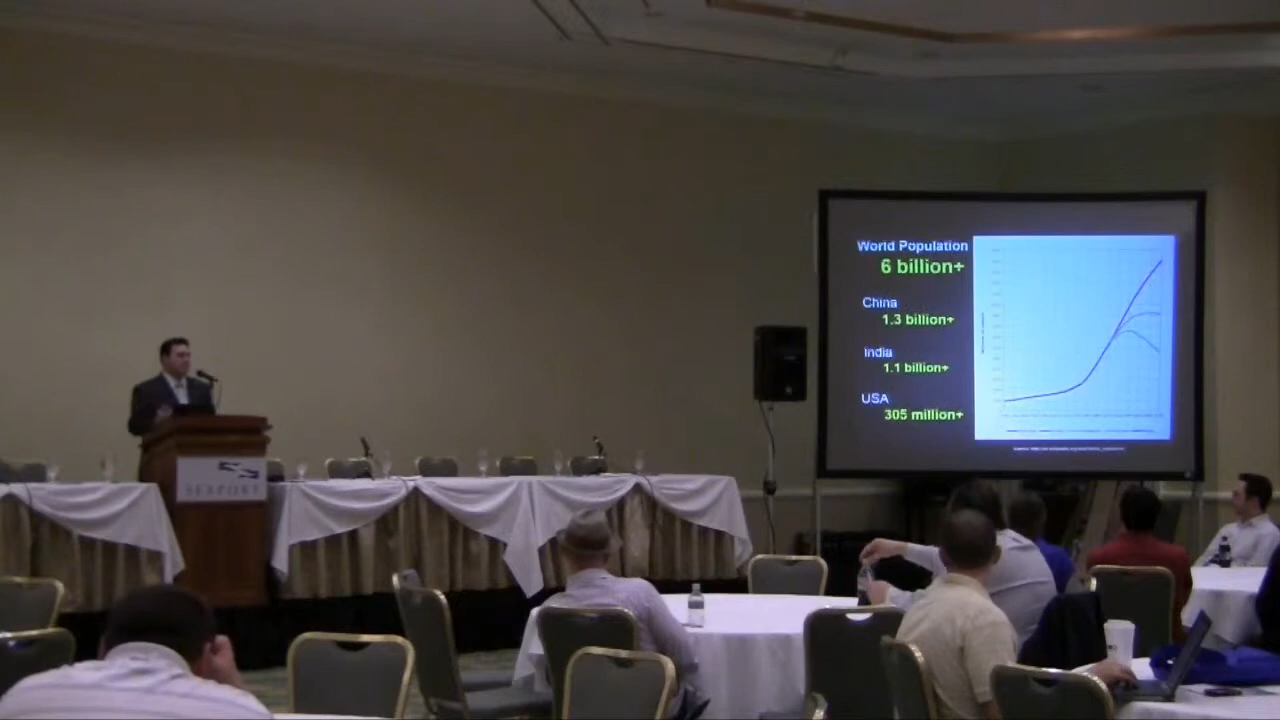 World Population
6 billion+
China
1.3 billion+
India
1.1 billion+
USA
305 million+
SEAPORT